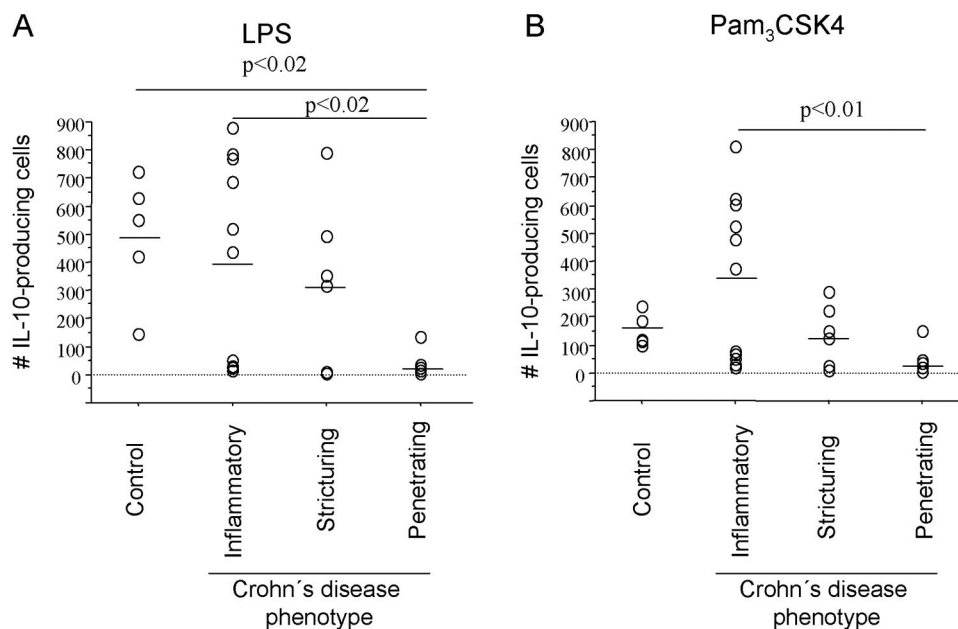 A
LPS
p<0.02
p<0.02
# IL-10-producing cells
900
800
700
600
500
400
300
200
100
0
Control
Inflammatory
Stricturing
Penetrating
Crohn´s disease
phenotype
B
Pam₃CSK4
p<0.01
# IL-10-producing cells
900
800
700
600
500
400
300
200
100
0
Control
Inflammatory
Stricturing
Penetrating
Crohn´s disease
phenotype